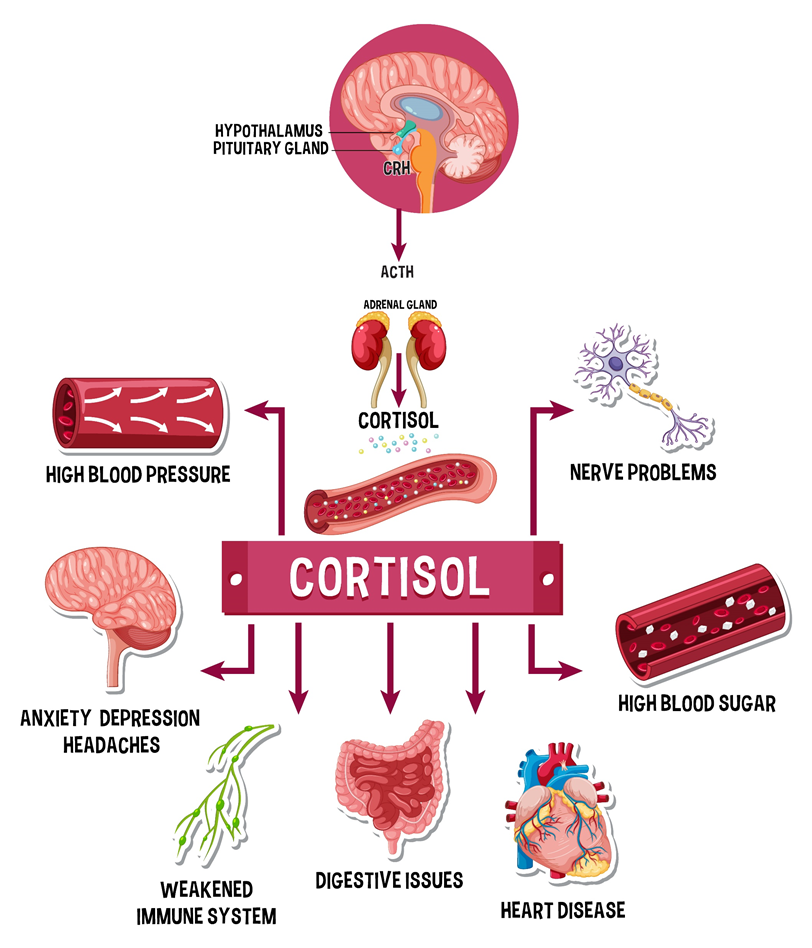 HYPOTHALAMUS
PITUITARY GLAND
CRH
ACTH
ADRENAL GLAND
CORTISOL
HIGH BLOOD PRESSURE
NERVE PROBLEMS
CORTISOL
ANXIETY DEPRESSION
HEADACHES
HIGH BLOOD SUGAR
WEAKENED
IMMUNE SYSTEM
DIGESTIVE ISSUES
HEART DISEASE